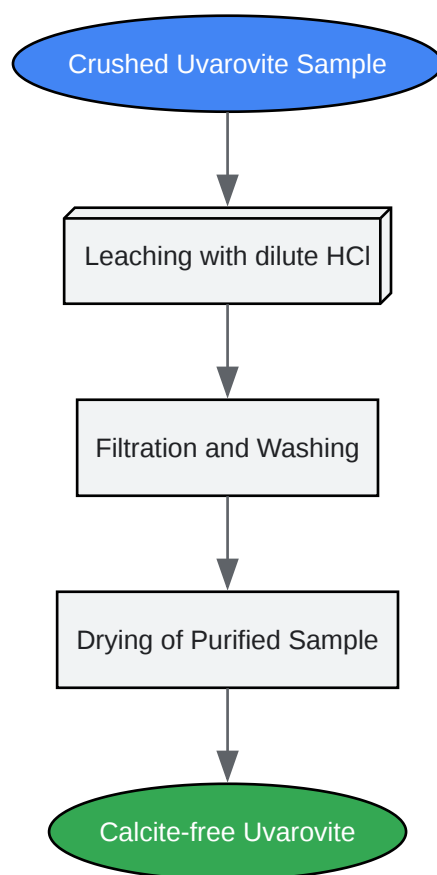 Crushed Uvarovite Sample
Leaching with dilute HCl
Filtration and Washing
Drying of Purified Sample
Calcite-free Uvarovite